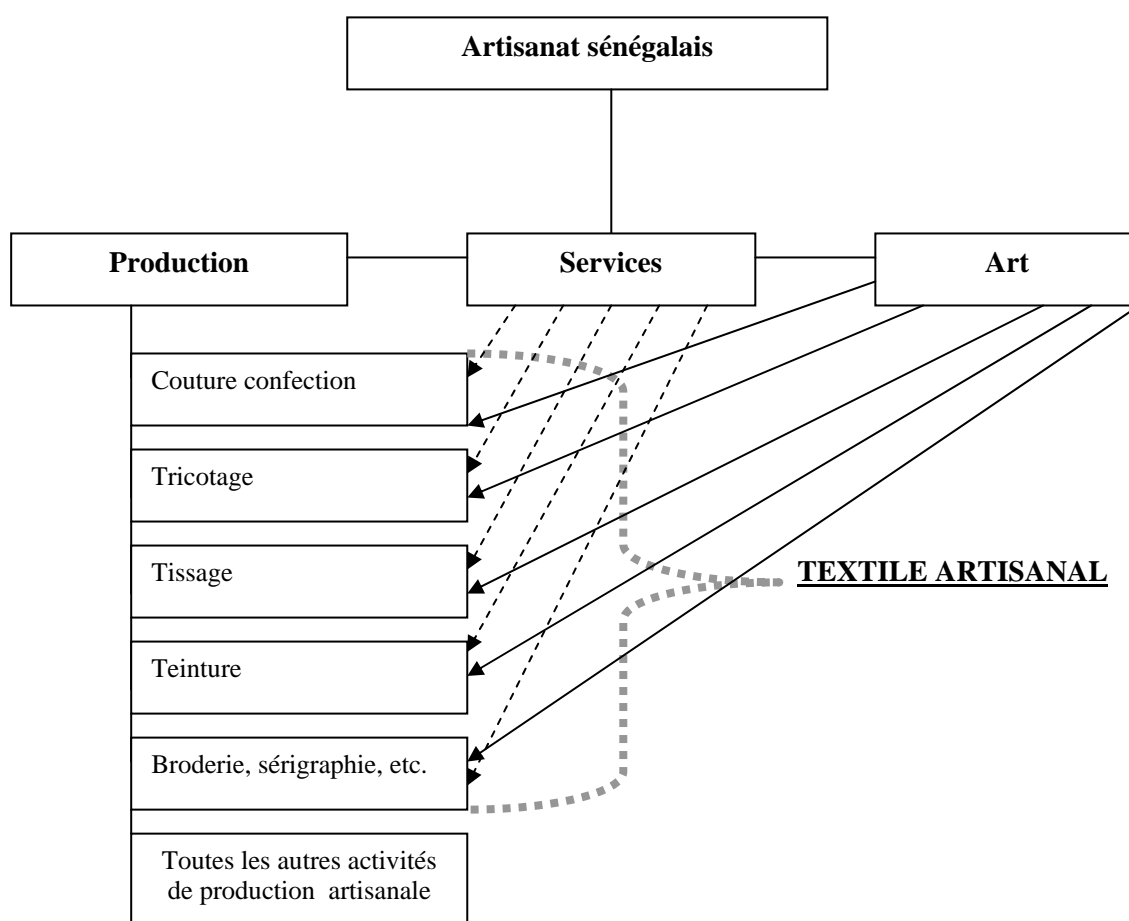 Artisanat sénégalais
Production
Services
Art
Couture confection
Tricotage
Tissage
TEXTILE ARTISANAL
Teinture
Broderie, sérigraphie, etc.
Toutes les autres activités
de production artisanale